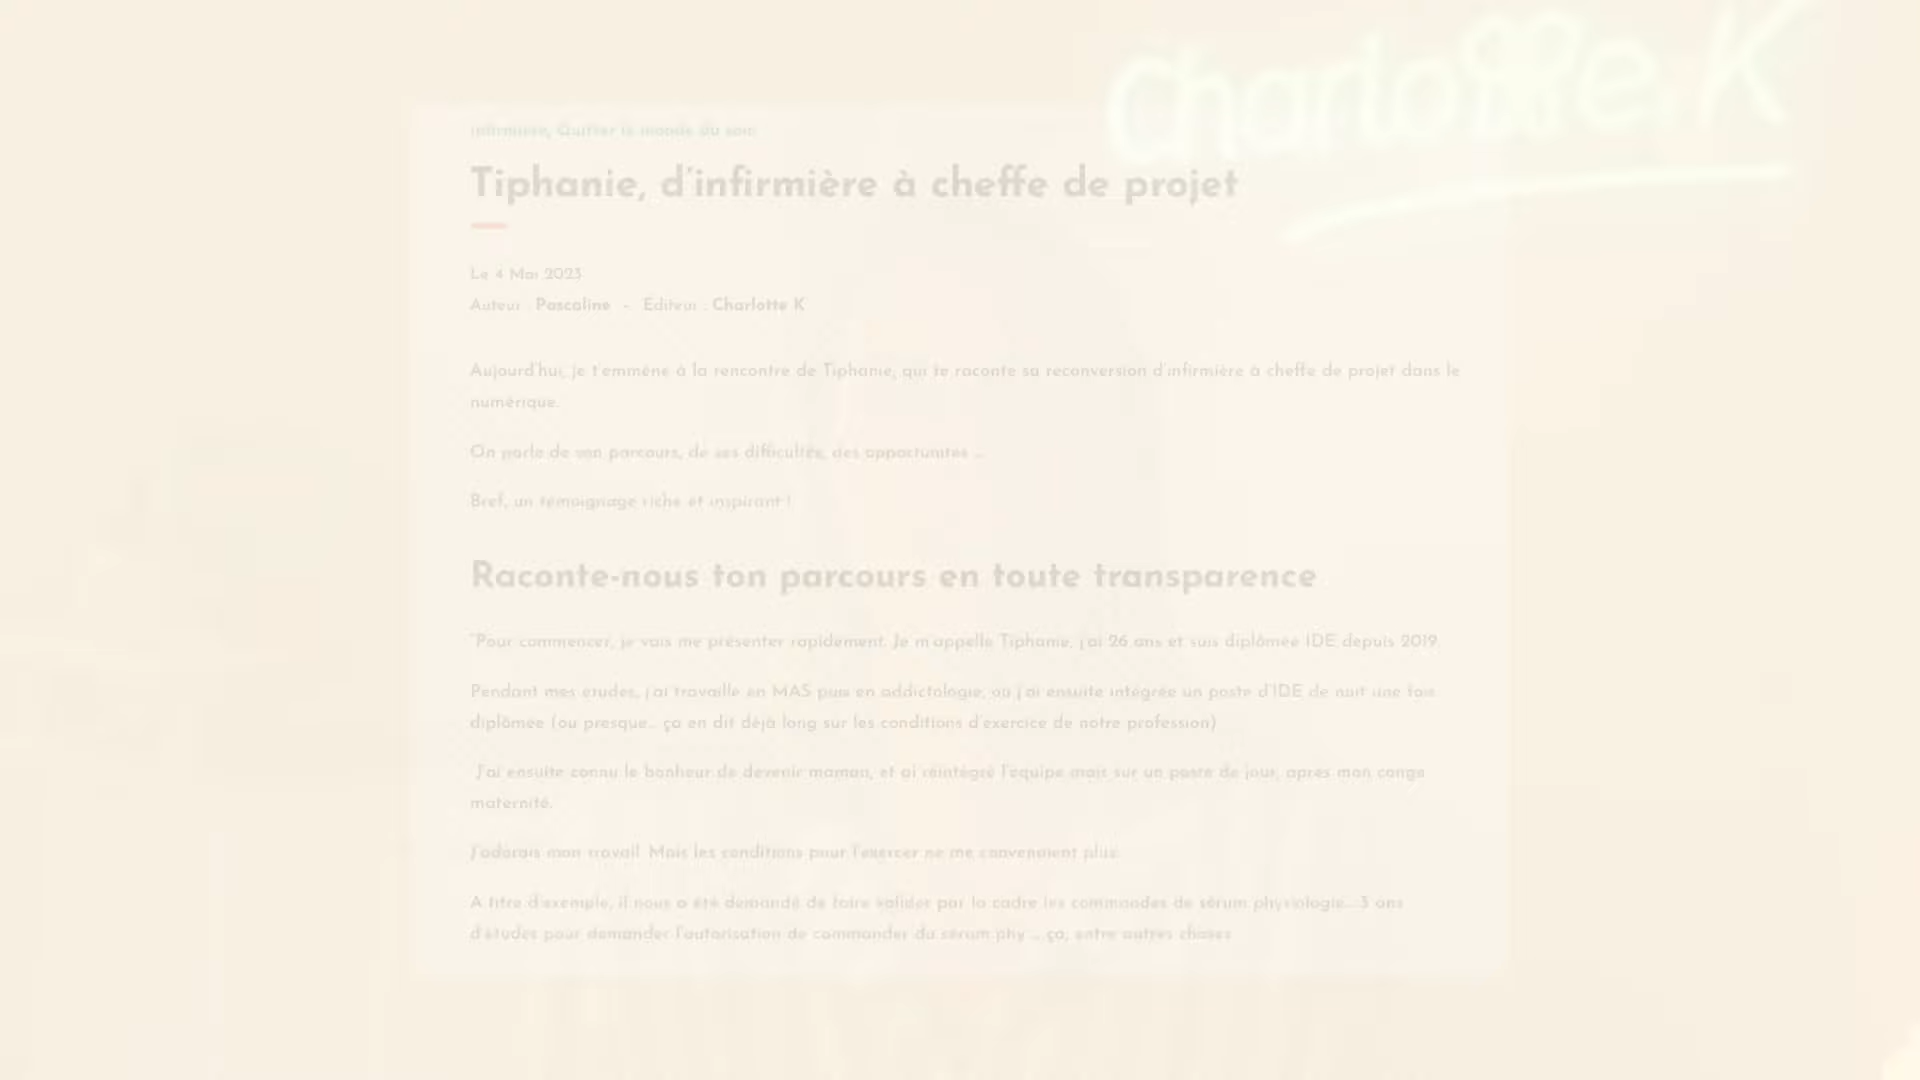 Charlotte.K
Infirmière, Quitter le monde du soin
Tiphanie, d'infirmière à cheffe de projet
Le 4 Mai 2023
Auteur : Pascaline - Editeur : Charlotte K
Aujourd'hui, je t'emmène à la rencontre de Tiphanie, qui te raconte sa reconversion d'infirmière à cheffe de projet dans le
numérique.
On parle de son parcours, de ses difficultés, des opportunités ...
Bref, un témoignage riche et inspirant !
Raconte-nous ton parcours en toute transparence
"Pour commencer, je vais me présenter rapidement. Je m'appelle Tiphanie, j'ai 26 ans et suis diplômée IDE depuis 2019.
Pendant mes études, j'ai travaillé en MAS puis en addictologie, où j'ai ensuite intégrée un poste d'IDE de nuit une fois
diplômée (ou presque... ça en dit déjà long sur les conditions d'exercice de notre profession)
J'ai ensuite connu le bonheur de devenir maman, et ai réintégré l'équipe mais sur un poste de jour, après mon congé
maternité.
J'adorais mon travail. Mais les conditions pour l'exercer ne me convenaient plus.
A titre d'exemple, il nous a été demandé de faire valider par la cadre les commandes de sérum physiologie... 3 ans
d'études pour demander l'autorisation de commander du sérum phy ... ça, entre autres choses